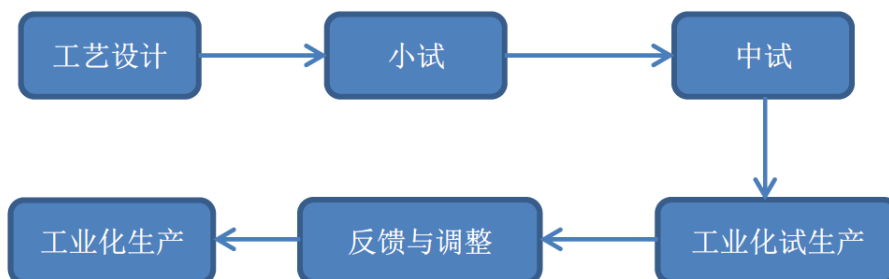 工艺设计
小试
中试
工业化试生产
反馈与调整
工业化生产